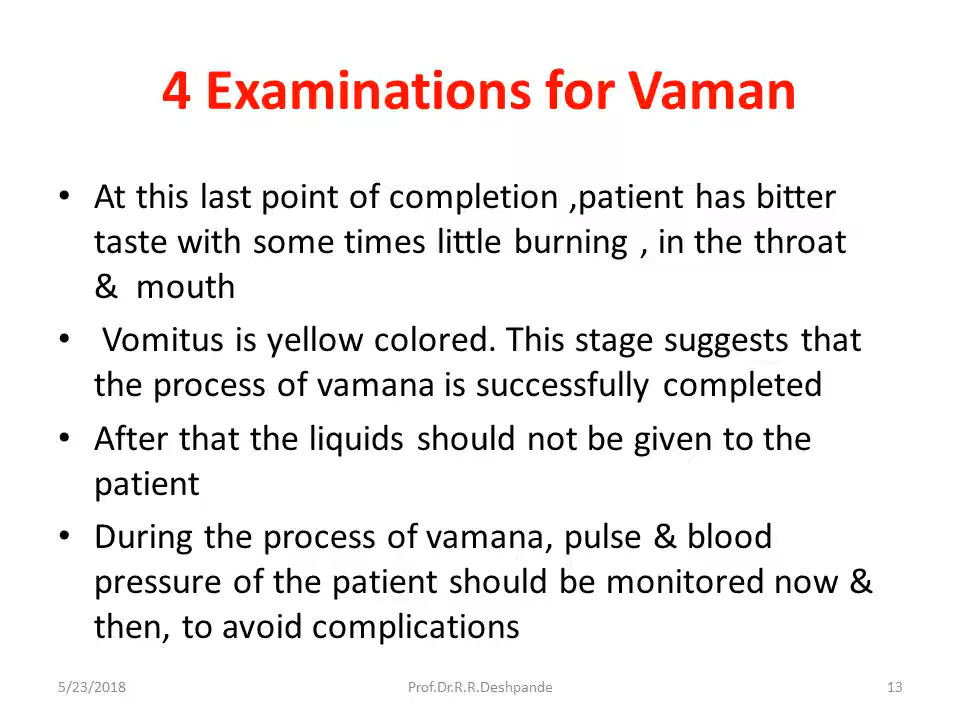 4 Examinations for Vaman
• At this last point of completion ,patient has bitter
taste with some times little burning , in the throat
& mouth
• Vomitus is yellow colored. This stage suggests that
the process of vamana is successfully completed
• After that the liquids should not be given to the
patient
• During the process of vamana, pulse & blood
pressure of the patient should be monitored now &
then, to avoid complications
5/23/2018 Prof.Dr.R.R.Deshpande 13